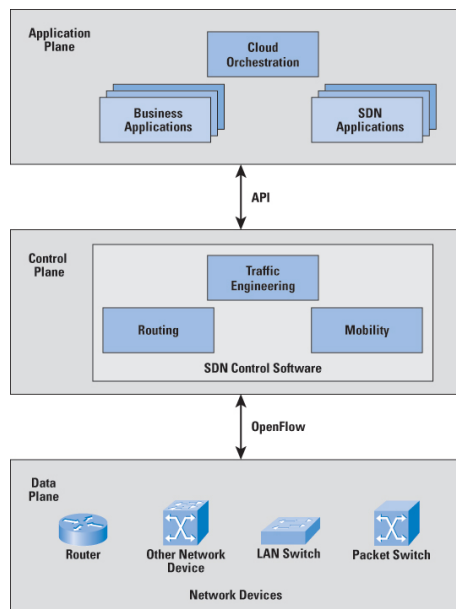 Application
Plane
Cloud
Orchestration
Business
Applications
SDN
Applications
API
Control
Plane
Traffic
Engineering
Routing
Mobility
SDN Control Software
OpenFlow
Data
Plane
Router
Other Network
Device
LAN Switch
Packet Switch
Network Devices